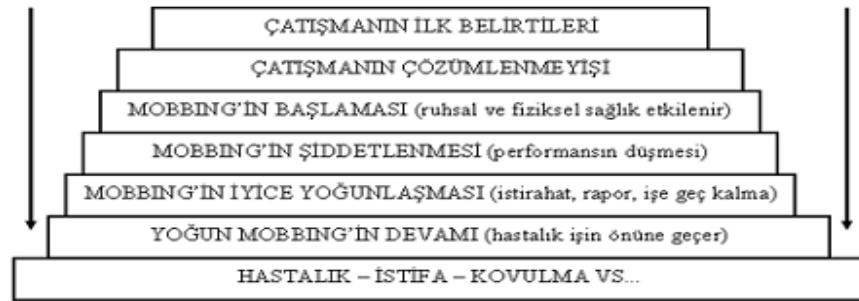 ÇATIŞMANIN İLK BELİRTİLERİ
ÇATIŞMANIN ÇÖZÜMLENMEYİŞİ
MOBBING'İN BAŞLAMASI (ruhsal ve fiziksel sağlık etkilenir)
MOBBING'İN ŞİDDETLENMESİ (performansın düşmesi)
MOBBING'İN İYİCE YOĞUNLAŞMASI (istirahat, rapor, işe geç kalma)
YOĞUN MOBBING'İN DEVAMI (hastalık işin önüne geçer)
HASTALIK – İSTİFA – KOVULMA VS...